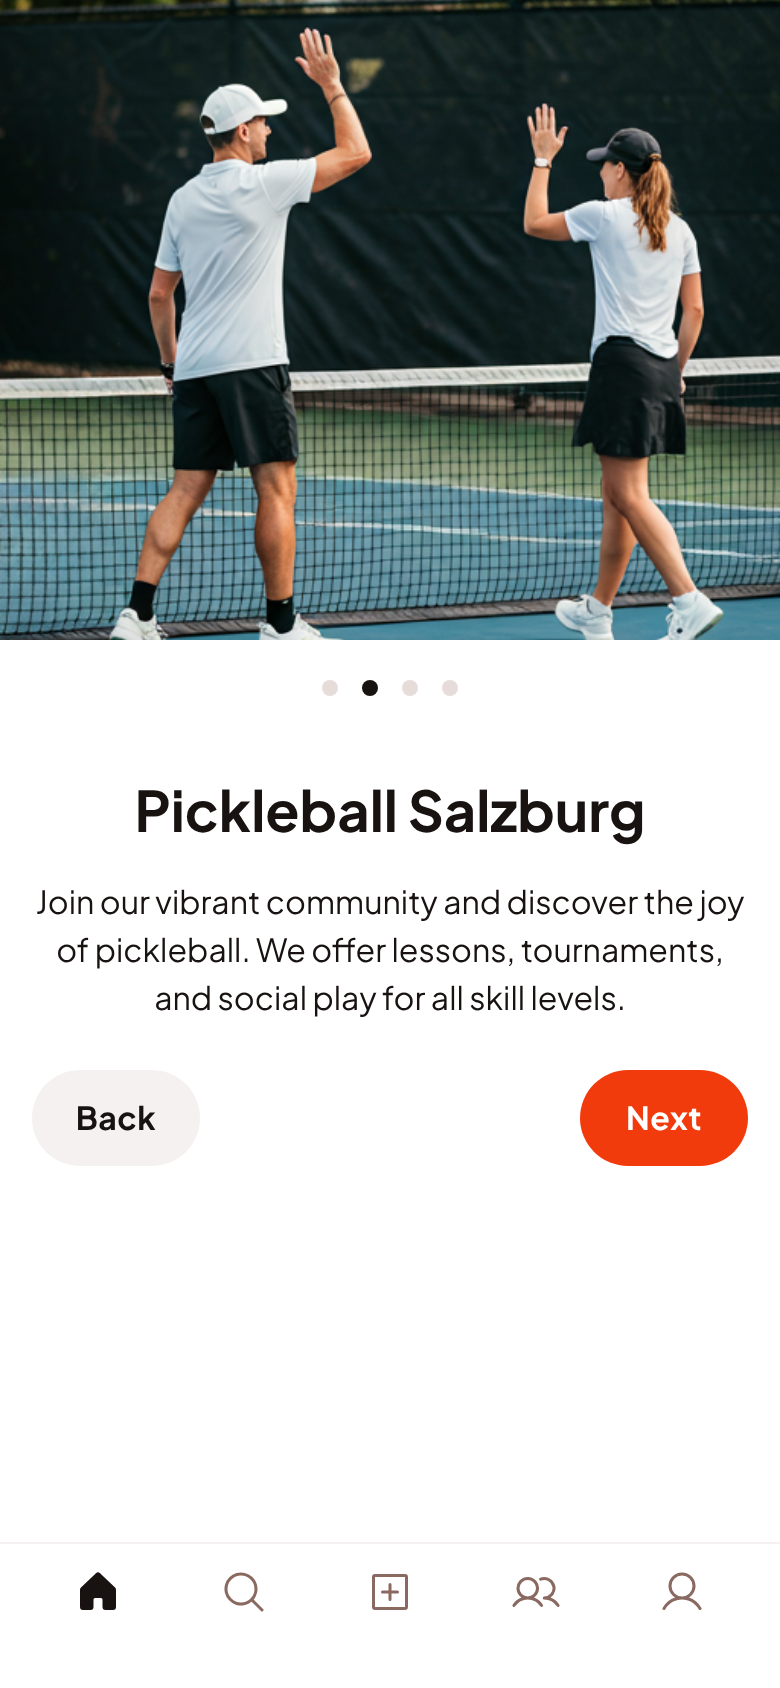 Pickleball Salzburg
Join our vibrant community and discover the joy
of pickleball. We offer lessons, tournaments,
and social play for all skill levels.
Back
Next